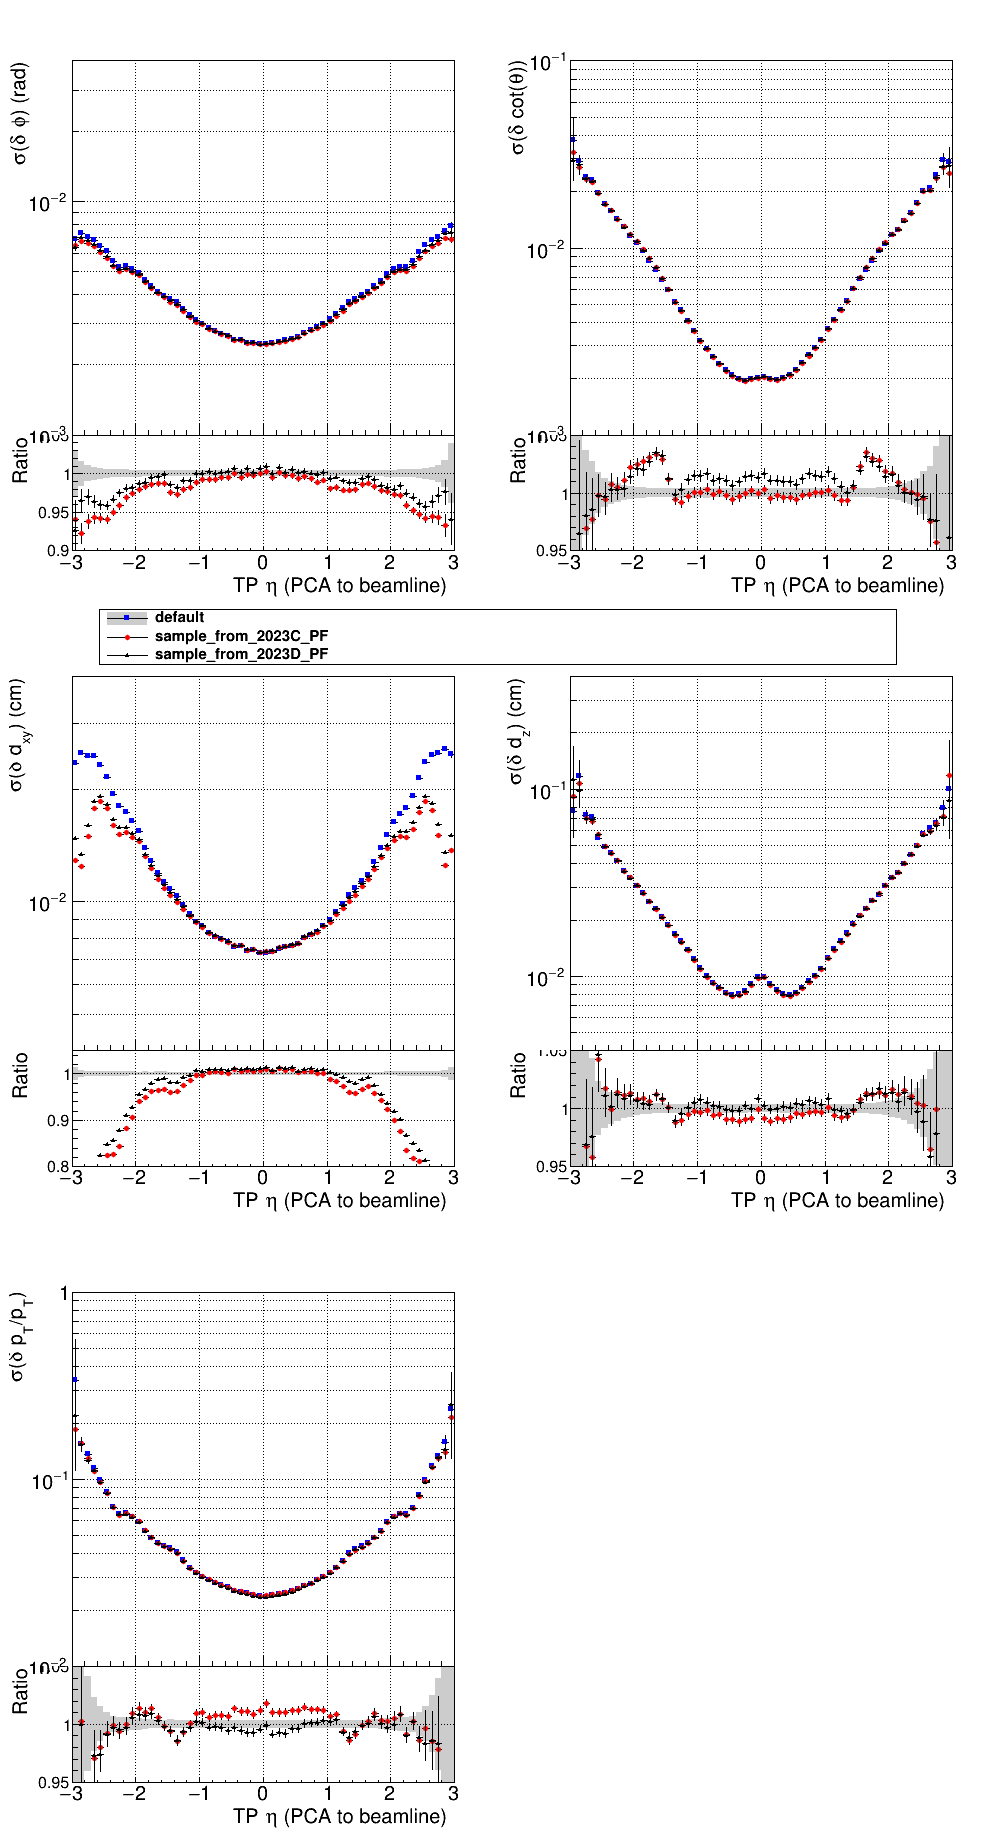 σ(δ φ) (rad)
10⁻²
10⁻³
Ratio
1
0.95
0.9
−3 −2 −1 0 1 2 3
TP η (PCA to beamline)
σ(δ cot(θ))
10⁻¹
10⁻²
Ratio
1
0.95
−3 −2 −1 0 1 2 3
TP η (PCA to beamline)
default
sample_from_2023C_PF
sample_from_2023D_PF
σ(δ d_xy) (cm)
10⁻²
Ratio
1
0.9
0.8
−3 −2 −1 0 1 2 3
TP η (PCA to beamline)
σ(δ d_z) (cm)
10⁻¹
10⁻²
1.05
Ratio
1
0.95
−3 −2 −1 0 1 2 3
TP η (PCA to beamline)
σ(δ p_T/p_T)
1
10⁻¹
Ratio
1
0.95
−3 −2 −1 0 1 2 3
TP η (PCA to beamline)